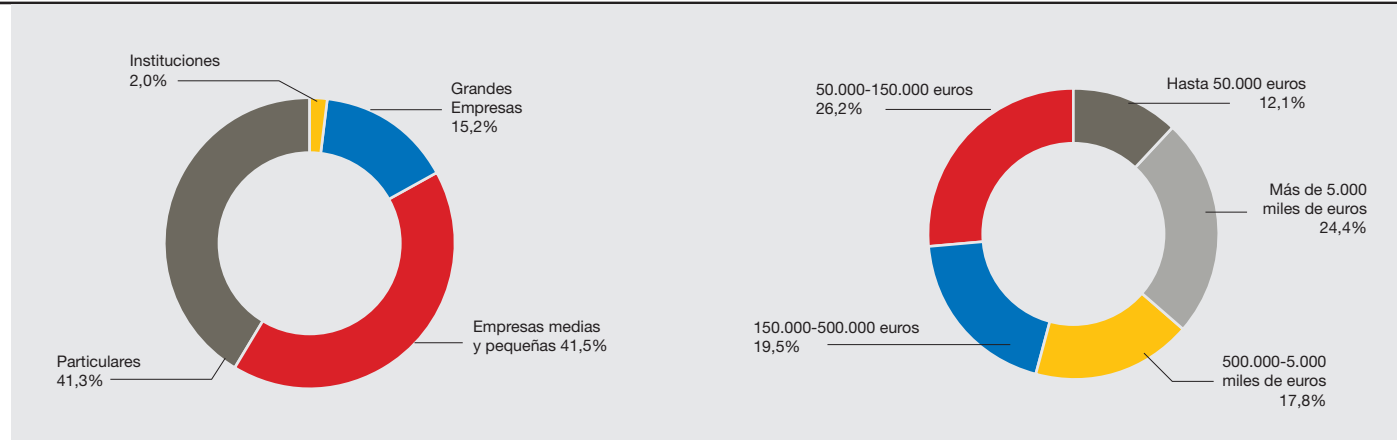 Instituciones
2,0%
Grandes
Empresas
15,2%
Empresas medias
y pequeñas 41,5%
Particulares
41,3%
50.000-150.000 euros
26,2%
Hasta 50.000 euros
12,1%
Más de 5.000
miles de euros
24,4%
150.000-500.000 euros
19,5%
500.000-5.000
miles de euros
17,8%